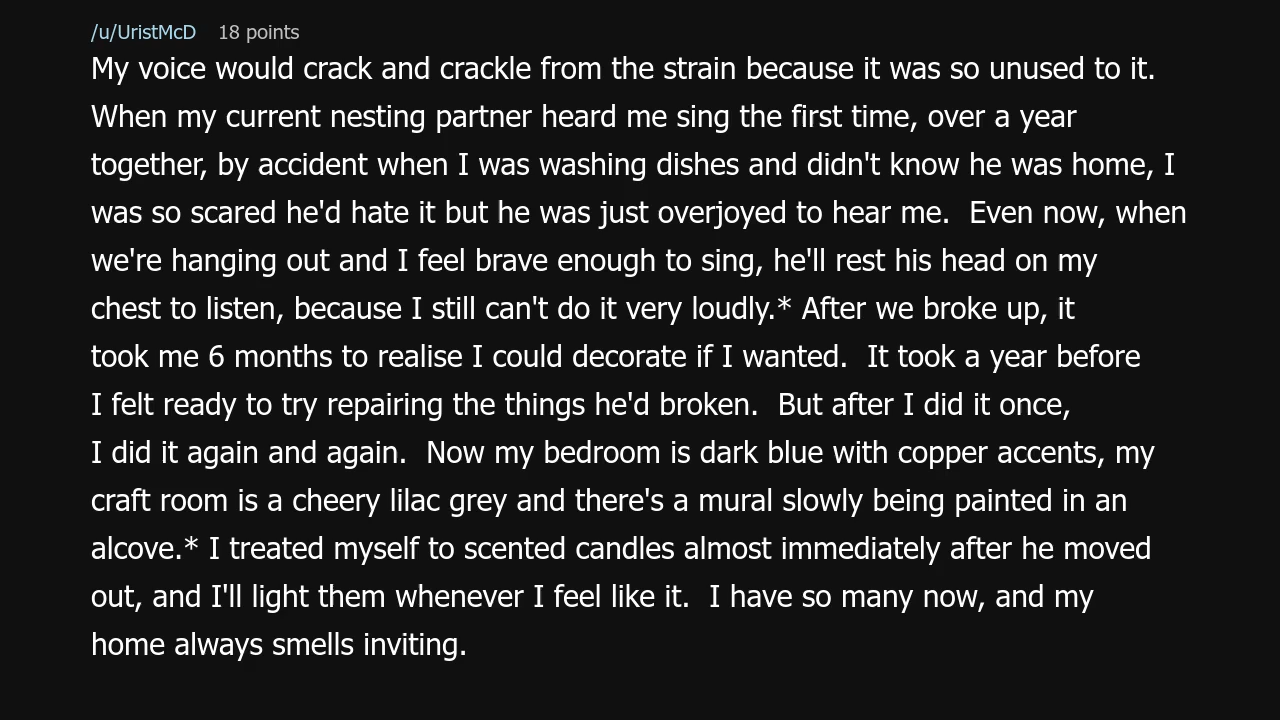 /u/UristMcD 18 points
My voice would crack and crackle from the strain because it was so unused to it.
When my current nesting partner heard me sing the first time, over a year
together, by accident when I was washing dishes and didn't know he was home, I
was so scared he'd hate it but he was just overjoyed to hear me.  Even now, when
we're hanging out and I feel brave enough to sing, he'll rest his head on my
chest to listen, because I still can't do it very loudly.* After we broke up, it
took me 6 months to realise I could decorate if I wanted.  It took a year before
I felt ready to try repairing the things he'd broken.  But after I did it once,
I did it again and again.  Now my bedroom is dark blue with copper accents, my
craft room is a cheery lilac grey and there's a mural slowly being painted in an
alcove.* I treated myself to scented candles almost immediately after he moved
out, and I'll light them whenever I feel like it.  I have so many now, and my
home always smells inviting.